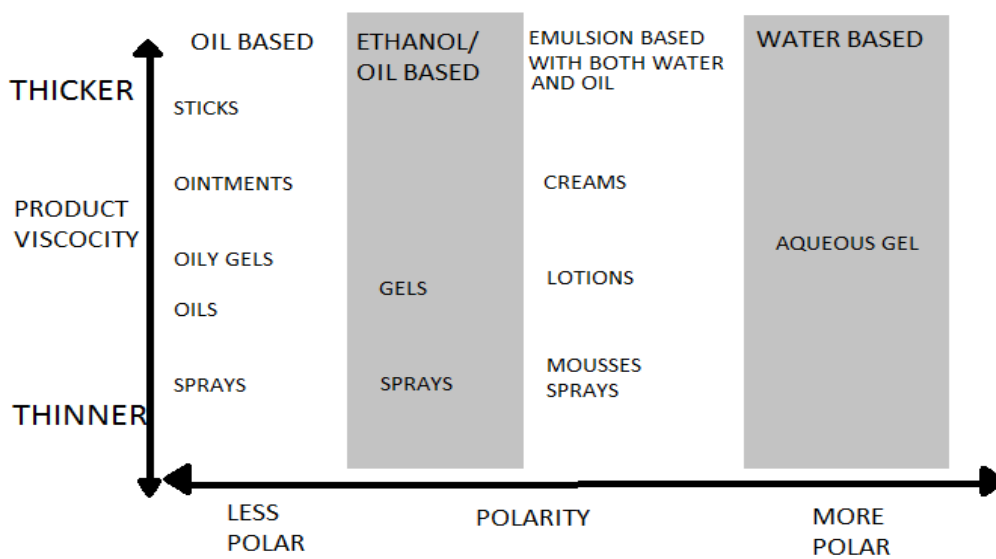 OIL BASED
ETHANOL/
OIL BASED
EMULSION BASED
WITH BOTH WATER
AND OIL
WATER BASED
THICKER
PRODUCT
VISCOCITY
THINNER
STICKS
OINTMENTS
OILY GELS
OILS
SPRAYS
GELS
SPRAYS
CREAMS
LOTIONS
MOUSSES
SPRAYS
AQUEOUS GEL
LESS
POLAR
POLARITY
MORE
POLAR